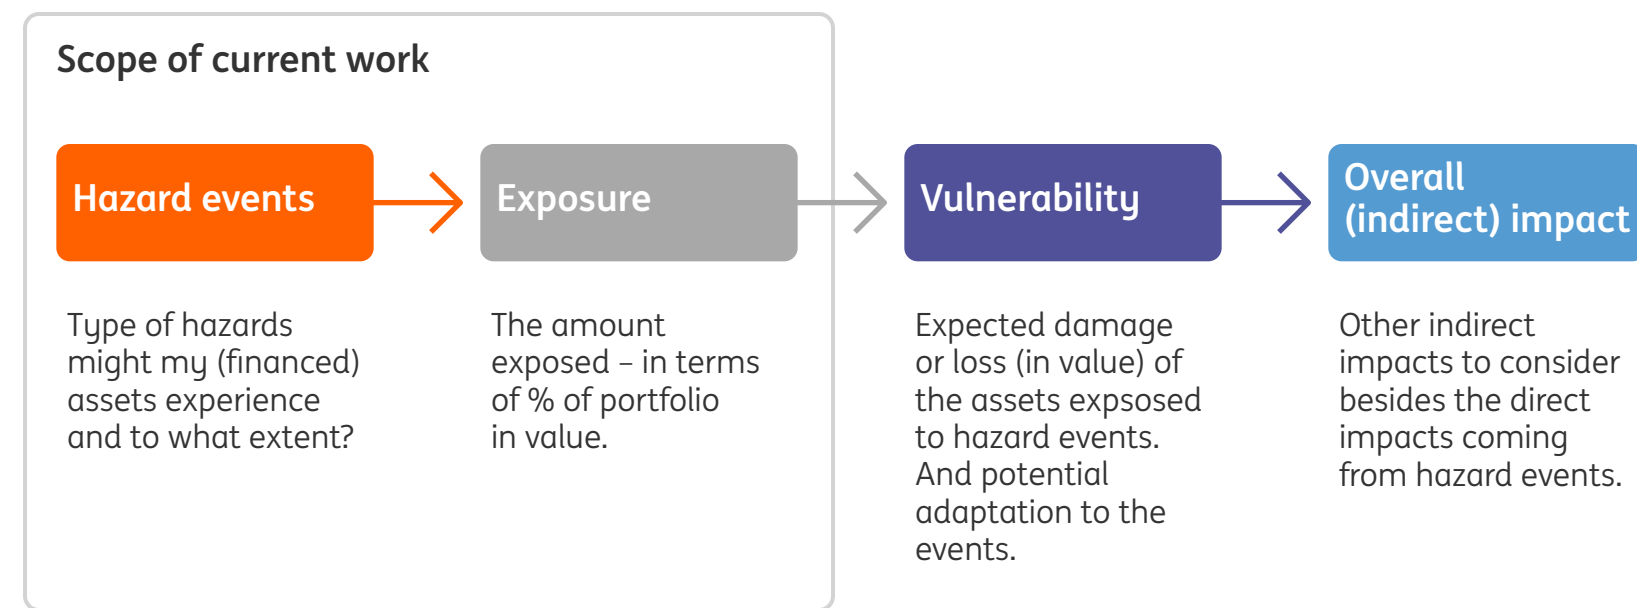 Scope of current work
Hazard events
Exposure
Vulnerability
Overall
(indirect) impact
Type of hazards
might my (financed)
assets experience
and to what extent?
The amount
exposed – in terms
of % of portfolio
in value.
Expected damage
or loss (in value) of
the assets expsosed
to hazard events.
And potential
adaptation to the
events.
Other indirect
impacts to consider
besides the direct
impacts coming
from hazard events.